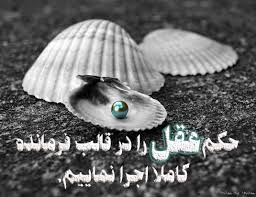 حکم عقل را در قالب فرمانده
کاملا اجرا نماییم.